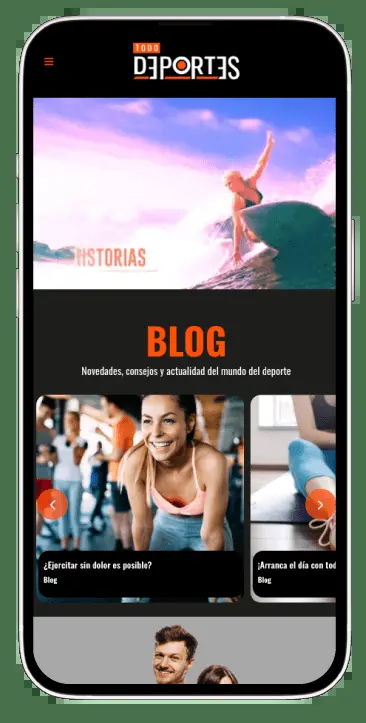 TODO
DEPORTES
HISTORIAS
BLOG
Novedades, consejos y actualidad del mundo del deporte
¿Ejercitar sin dolor es posible?
Blog
¡Arranca el día con tod
Blog